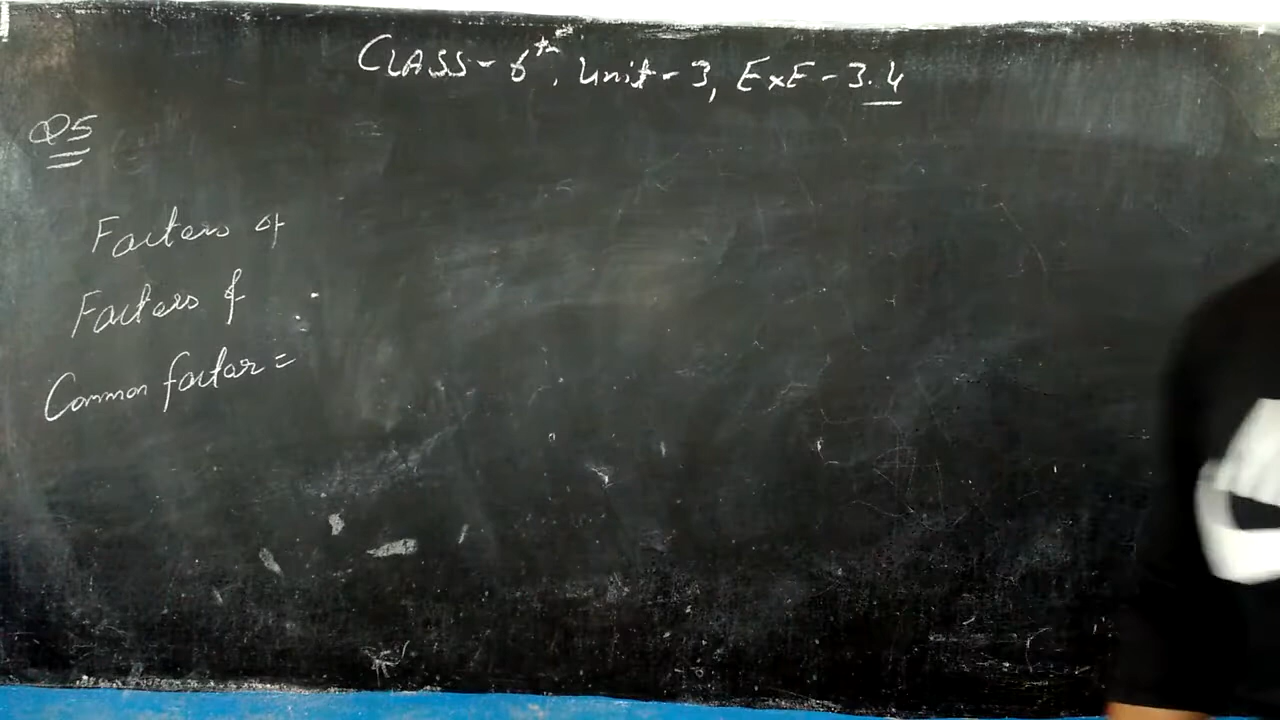 CLASS - 6th, Unit - 3, ExE - 3.4
Q5
Factors of
Factors of
Common factor =